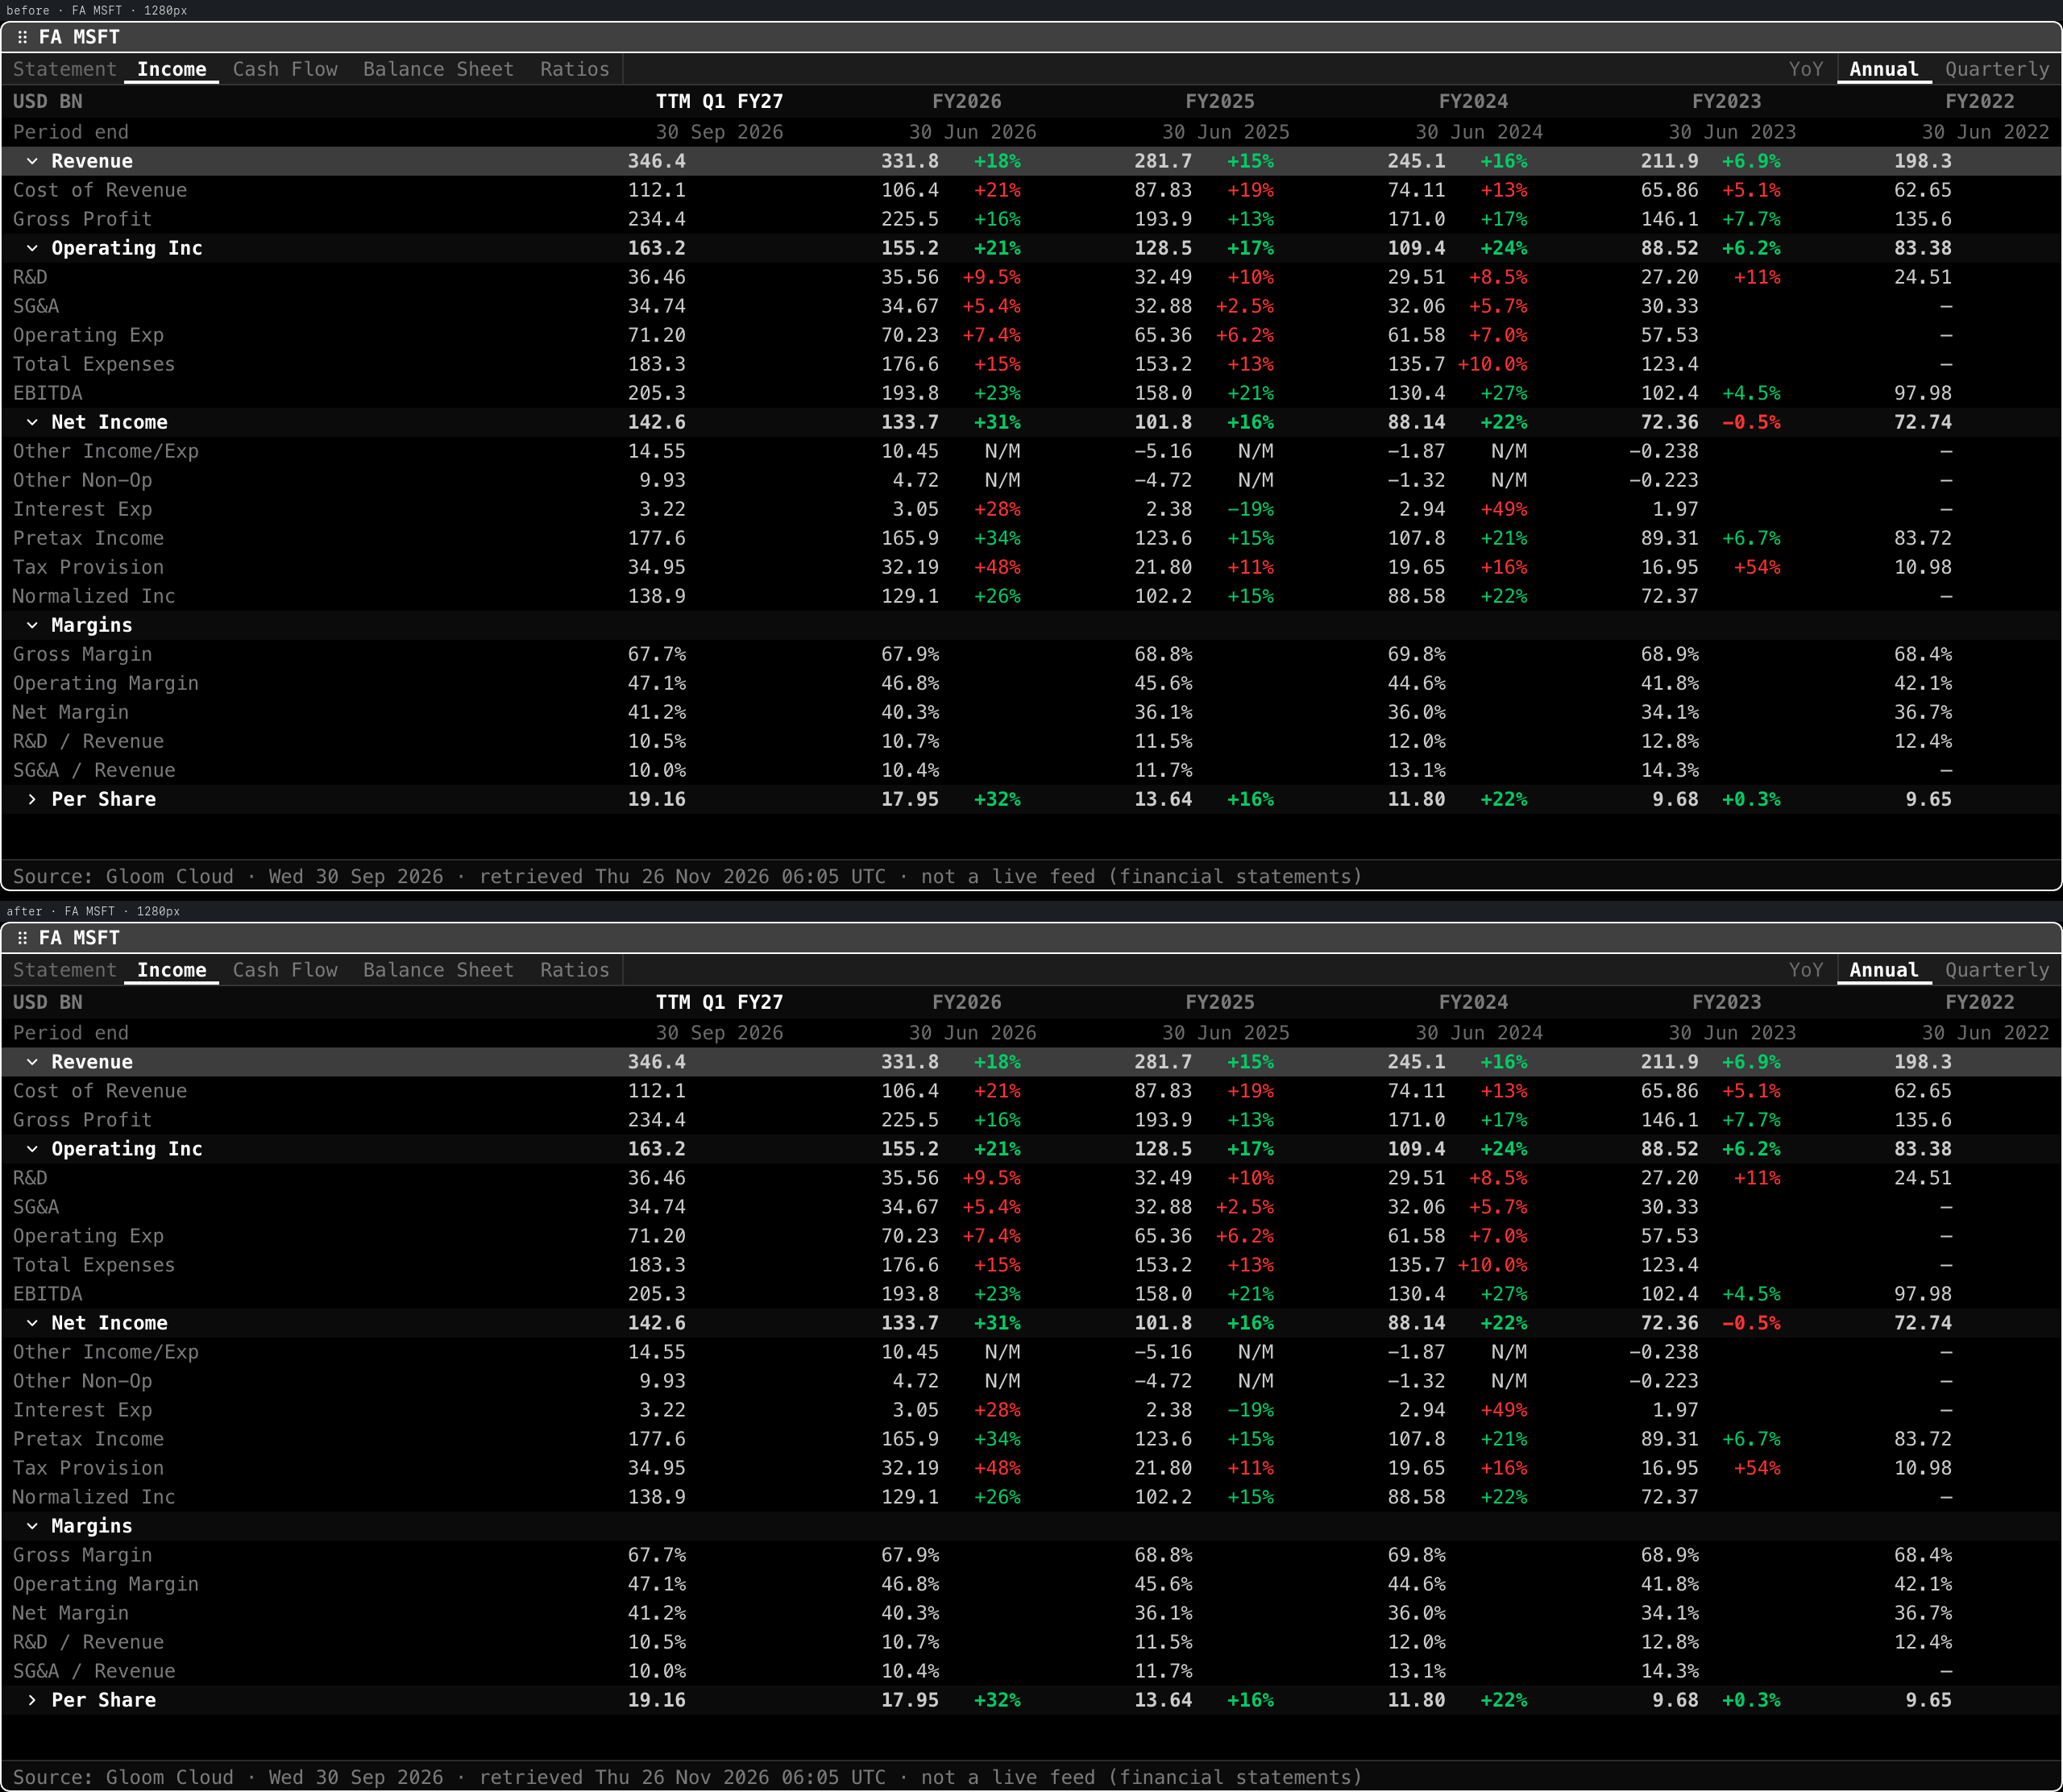 before · FA MSFT · 1280px
FA MSFT
Statement Income Cash Flow Balance Sheet Ratios YoY Annual Quarterly
USD BN TTM Q1 FY27 FY2026 FY2025 FY2024 FY2023 FY2022
Period end 30 Sep 2026 30 Jun 2026 30 Jun 2025 30 Jun 2024 30 Jun 2023 30 Jun 2022
Revenue 346.4 331.8 +18% 281.7 +15% 245.1 +16% 211.9 +6.9% 198.3
Cost of Revenue 112.1 106.4 +21% 87.83 +19% 74.11 +13% 65.86 +5.1% 62.65
Gross Profit 234.4 225.5 +16% 193.9 +13% 171.0 +17% 146.1 +7.7% 135.6
Operating Inc 163.2 155.2 +21% 128.5 +17% 109.4 +24% 88.52 +6.2% 83.38
R&D 36.46 35.56 +9.5% 32.49 +10% 29.51 +8.5% 27.20 +11% 24.51
SG&A 34.74 34.67 +5.4% 32.88 +2.5% 32.06 +5.7% 30.33 —
Operating Exp 71.20 70.23 +7.4% 65.36 +6.2% 61.58 +7.0% 57.53 —
Total Expenses 183.3 176.6 +15% 153.2 +13% 135.7 +10.0% 123.4 —
EBITDA 205.3 193.8 +23% 158.0 +21% 130.4 +27% 102.4 +4.5% 97.98
Net Income 142.6 133.7 +31% 101.8 +16% 88.14 +22% 72.36 −0.5% 72.74
Other Income/Exp 14.55 10.45 N/M −5.16 N/M −1.87 N/M −0.238 —
Other Non-Op 9.93 4.72 N/M −4.72 N/M −1.32 N/M −0.223 —
Interest Exp 3.22 3.05 +28% 2.38 −19% 2.94 +49% 1.97 —
Pretax Income 177.6 165.9 +34% 123.6 +15% 107.8 +21% 89.31 +6.7% 83.72
Tax Provision 34.95 32.19 +48% 21.80 +11% 19.65 +16% 16.95 +54% 10.98
Normalized Inc 138.9 129.1 +26% 102.2 +15% 88.58 +22% 72.37 —
Margins
Gross Margin 67.7% 67.9% 68.8% 69.8% 68.9% 68.4%
Operating Margin 47.1% 46.8% 45.6% 44.6% 41.8% 42.1%
Net Margin 41.2% 40.3% 36.1% 36.0% 34.1% 36.7%
R&D / Revenue 10.5% 10.7% 11.5% 12.0% 12.8% 12.4%
SG&A / Revenue 10.0% 10.4% 11.7% 13.1% 14.3% —
Per Share 19.16 17.95 +32% 13.64 +16% 11.80 +22% 9.68 +0.3% 9.65
Source: Gloom Cloud · Wed 30 Sep 2026 · retrieved Thu 26 Nov 2026 06:05 UTC · not a live feed (financial statements)
after · FA MSFT · 1280px
FA MSFT
Statement Income Cash Flow Balance Sheet Ratios YoY Annual Quarterly
USD BN TTM Q1 FY27 FY2026 FY2025 FY2024 FY2023 FY2022
Period end 30 Sep 2026 30 Jun 2026 30 Jun 2025 30 Jun 2024 30 Jun 2023 30 Jun 2022
Revenue 346.4 331.8 +18% 281.7 +15% 245.1 +16% 211.9 +6.9% 198.3
Cost of Revenue 112.1 106.4 +21% 87.83 +19% 74.11 +13% 65.86 +5.1% 62.65
Gross Profit 234.4 225.5 +16% 193.9 +13% 171.0 +17% 146.1 +7.7% 135.6
Operating Inc 163.2 155.2 +21% 128.5 +17% 109.4 +24% 88.52 +6.2% 83.38
R&D 36.46 35.56 +9.5% 32.49 +10% 29.51 +8.5% 27.20 +11% 24.51
SG&A 34.74 34.67 +5.4% 32.88 +2.5% 32.06 +5.7% 30.33 —
Operating Exp 71.20 70.23 +7.4% 65.36 +6.2% 61.58 +7.0% 57.53 —
Total Expenses 183.3 176.6 +15% 153.2 +13% 135.7 +10.0% 123.4 —
EBITDA 205.3 193.8 +23% 158.0 +21% 130.4 +27% 102.4 +4.5% 97.98
Net Income 142.6 133.7 +31% 101.8 +16% 88.14 +22% 72.36 −0.5% 72.74
Other Income/Exp 14.55 10.45 N/M −5.16 N/M −1.87 N/M −0.238 —
Other Non-Op 9.93 4.72 N/M −4.72 N/M −1.32 N/M −0.223 —
Interest Exp 3.22 3.05 +28% 2.38 −19% 2.94 +49% 1.97 —
Pretax Income 177.6 165.9 +34% 123.6 +15% 107.8 +21% 89.31 +6.7% 83.72
Tax Provision 34.95 32.19 +48% 21.80 +11% 19.65 +16% 16.95 +54% 10.98
Normalized Inc 138.9 129.1 +26% 102.2 +15% 88.58 +22% 72.37 —
Margins
Gross Margin 67.7% 67.9% 68.8% 69.8% 68.9% 68.4%
Operating Margin 47.1% 46.8% 45.6% 44.6% 41.8% 42.1%
Net Margin 41.2% 40.3% 36.1% 36.0% 34.1% 36.7%
R&D / Revenue 10.5% 10.7% 11.5% 12.0% 12.8% 12.4%
SG&A / Revenue 10.0% 10.4% 11.7% 13.1% 14.3% —
Per Share 19.16 17.95 +32% 13.64 +16% 11.80 +22% 9.68 +0.3% 9.65
Source: Gloom Cloud · Wed 30 Sep 2026 · retrieved Thu 26 Nov 2026 06:05 UTC · not a live feed (financial statements)